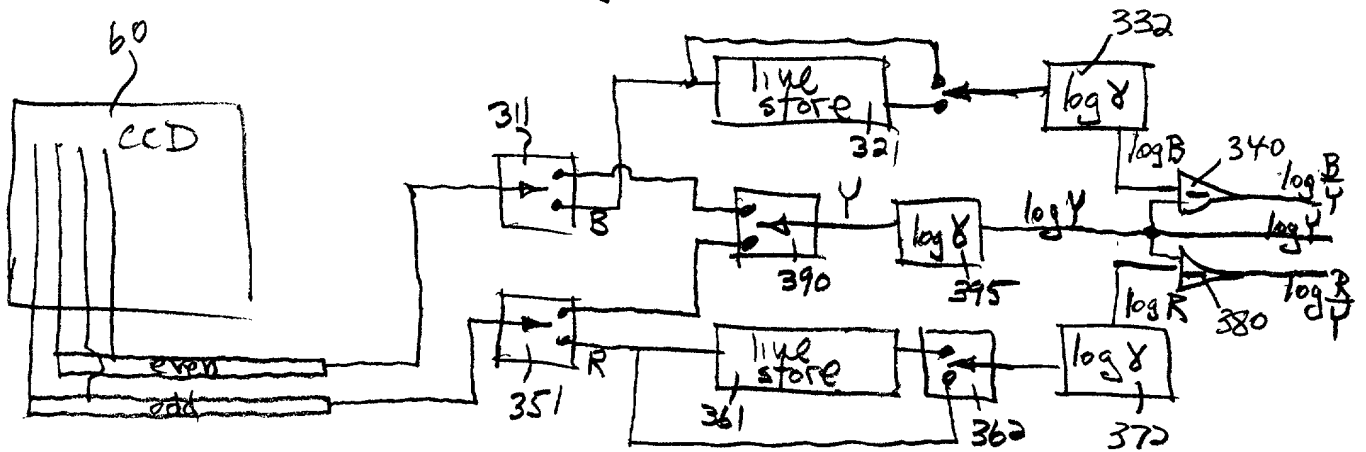 60
CCD
even
odd
311
B
351
R
line
store
321
332
log γ
log B
340
log B/Y
390
Y
log γ
395
log Y
log Y
line
store
361
362
log γ
372
log R
380
log R/Y